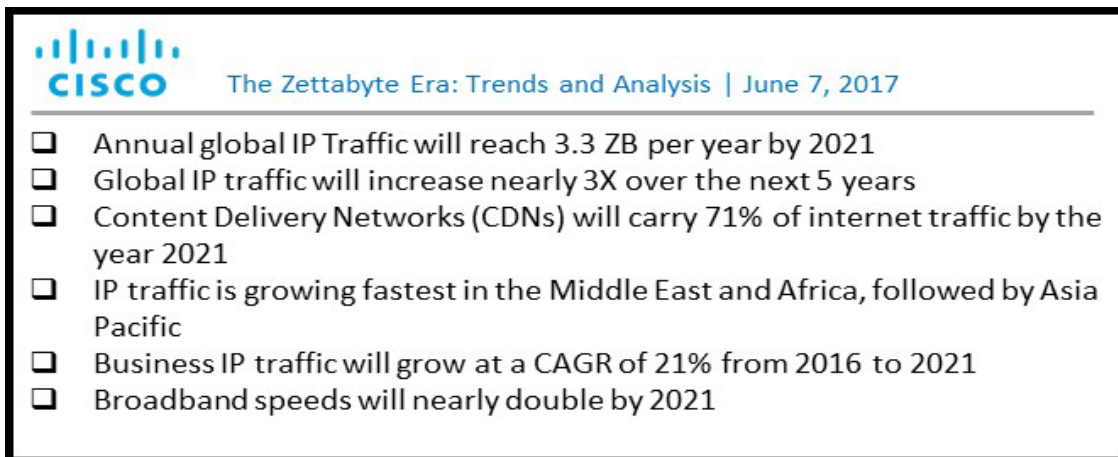 CISCO
The Zettabyte Era: Trends and Analysis | June 7, 2017
❑ Annual global IP Traffic will reach 3.3 ZB per year by 2021
❑ Global IP traffic will increase nearly 3X over the next 5 years
❑ Content Delivery Networks (CDNs) will carry 71% of internet traffic by the
year 2021
❑ IP traffic is growing fastest in the Middle East and Africa, followed by Asia
Pacific
❑ Business IP traffic will grow at a CAGR of 21% from 2016 to 2021
❑ Broadband speeds will nearly double by 2021